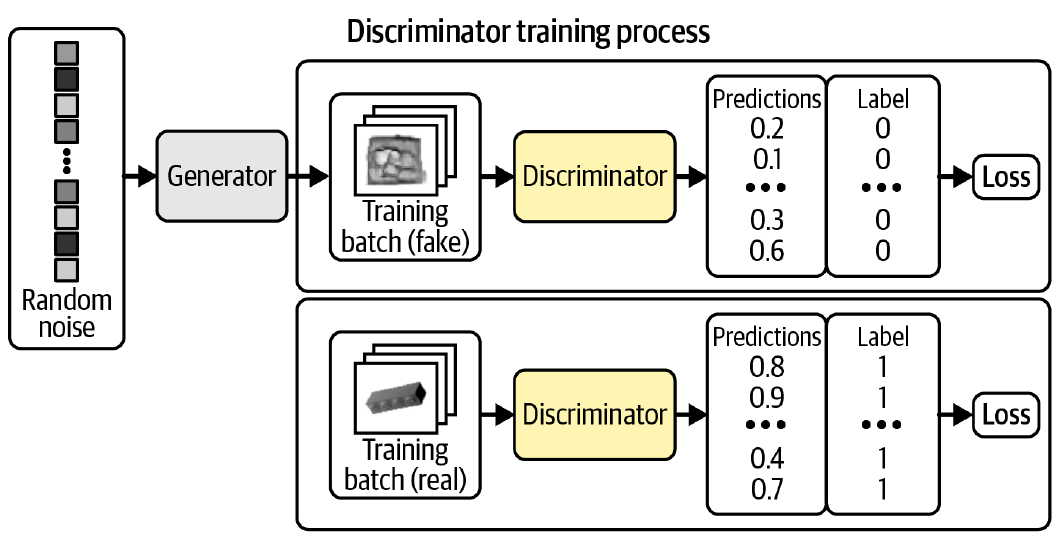 Discriminator training process
Random
noise
Generator
Training
batch (fake)
Discriminator
Predictions Label
0.2 0
0.1 0
••• •••
0.3 0
0.6 0
Loss
Training
batch (real)
Discriminator
Predictions Label
0.8 1
0.9 1
••• •••
0.4 1
0.7 1
Loss